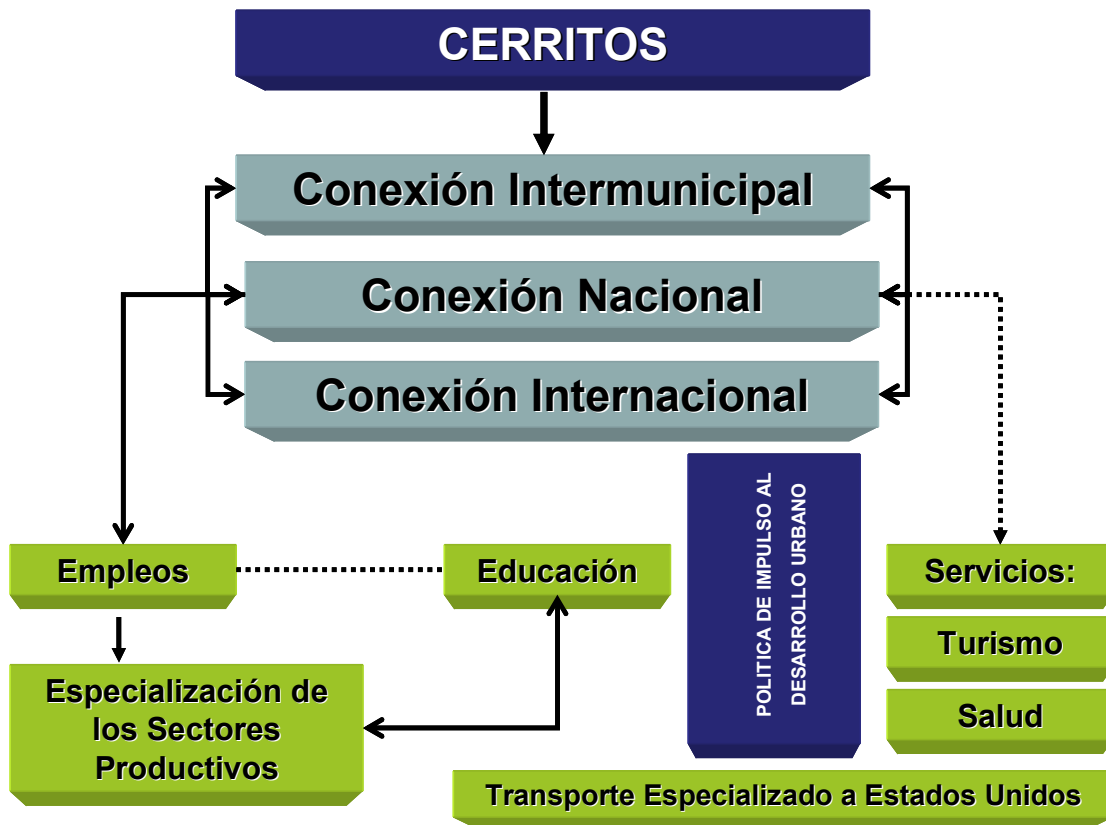 CERRITOS
Conexión Intermunicipal
Conexión Nacional
Conexión Internacional
POLITICA DE IMPULSO AL
DESARROLLO URBANO
Empleos
Educación
Servicios:
Turismo
Especialización de
los Sectores
Productivos
Salud
Transporte Especializado a Estados Unidos